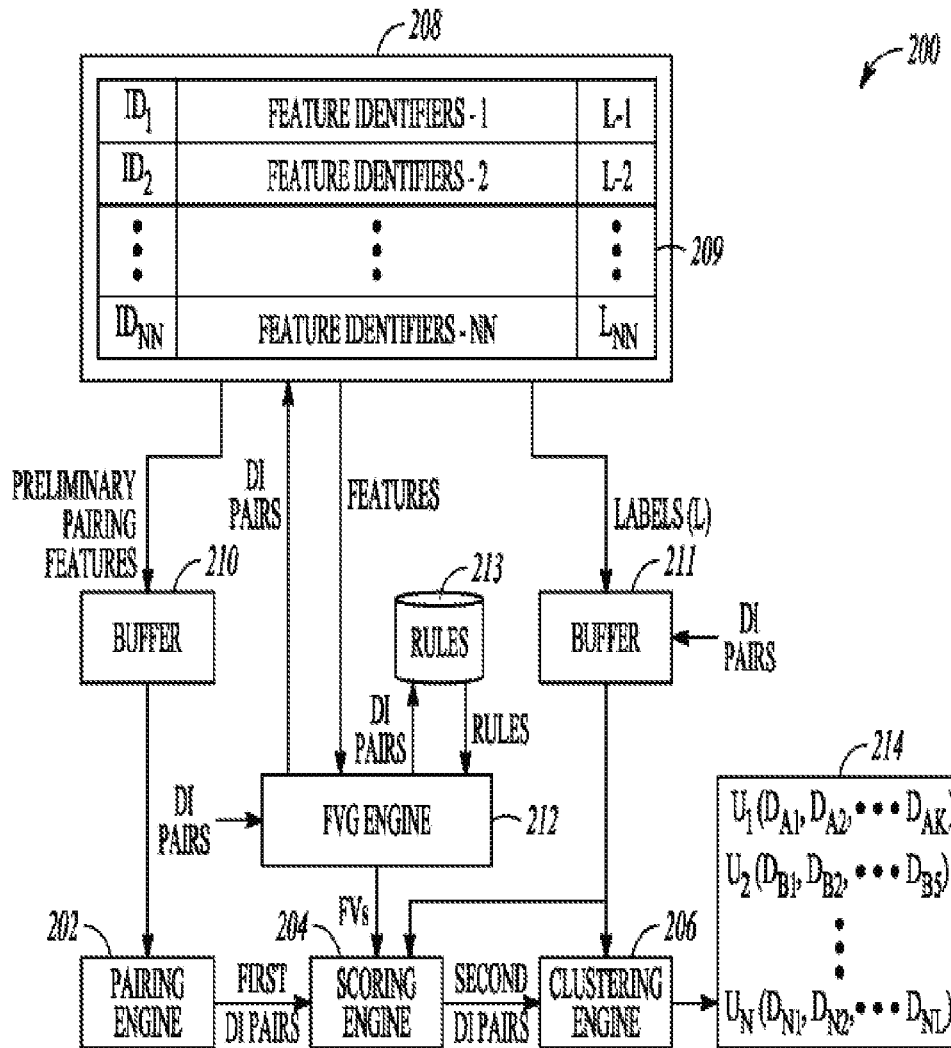 208
200
ID1 FEATURE IDENTIFIERS - 1 L-1
ID2 FEATURE IDENTIFIERS - 2 L-2
209
IDNN FEATURE IDENTIFIERS - NN LNN
PRELIMINARY
PAIRING
FEATURES
DI
PAIRS
FEATURES
LABELS (L)
210
213
211
BUFFER
RULES
BUFFER
DI
PAIRS
DI
PAIRS
RULES
214
DI
PAIRS
FVG ENGINE
212
U1 (DA1, DA2, ••• DAK)
U2 (DB1, DB2, ••• DB5)
UN (DN1, DN2, ••• DNL)
FVs
202
204
206
PAIRING
ENGINE
FIRST
DI PAIRS
SCORING
ENGINE
SECOND
DI PAIRS
CLUSTERING
ENGINE